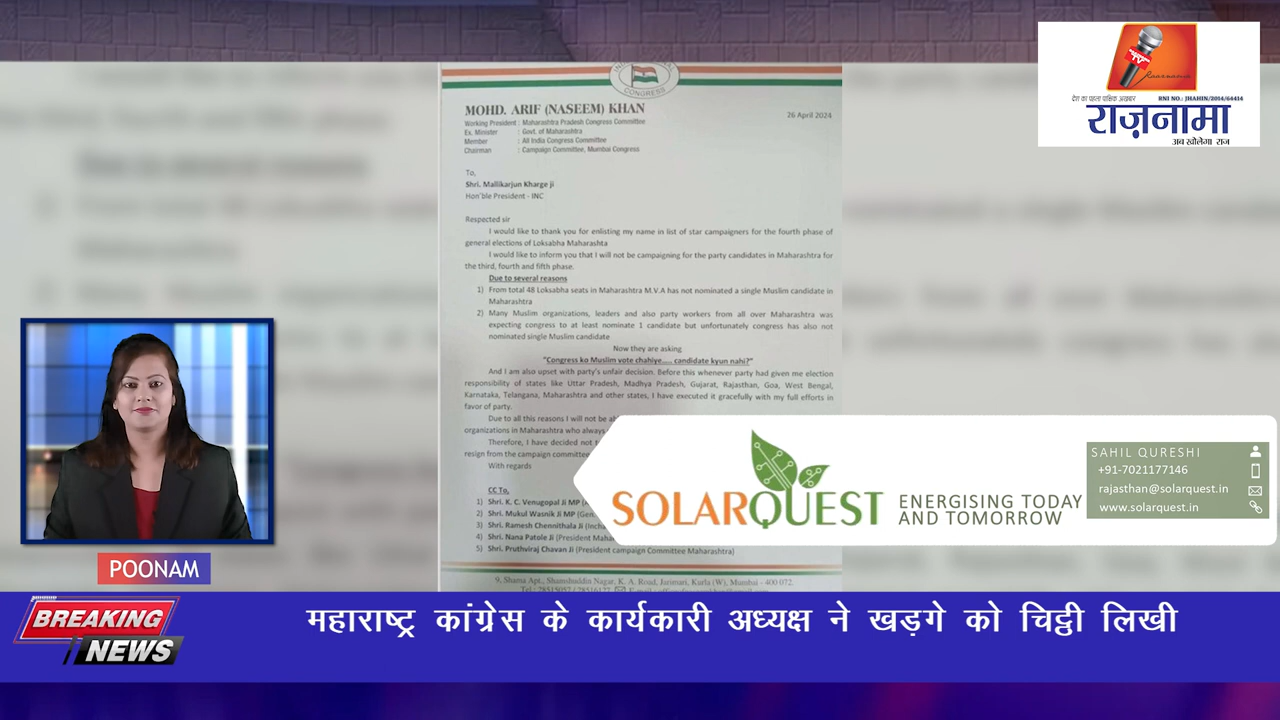 देश का पहला पाक्षिक अख़बार RNI NO.: JHAHIN/2014/64414
राज़नामा
अब खोलेगा राज
CONGRESS
MOHD. ARIF (NASEEM) KHAN
26 April 2024
Working President : Maharashtra Pradesh Congress Committee
Ex. Minister : Govt. of Maharashtra
Member : All India Congress Committee
Chairman : Campaign Committee, Mumbai Congress
To,
Shri. Mallikarjun Kharge ji
Hon'ble President - INC
Respected sir
I would like to thank you for enlisting my name in list of star campaigners for the fourth phase of
general elections of Loksabha Maharashta
I would like to inform you that I will not be campaigning for the party candidates in Maharashtra for
the third, fourth and fifth phase.
Due to several reasons
1) From total 48 Loksabha seats in Maharashtra M.V.A has not nominated a single Muslim candidate in
Maharashtra
2) Many Muslim organizations, leaders and also party workers from all over Maharashtra was
expecting congress to at least nominate 1 candidate but unfortunately congress has also not
nominated single Muslim candidate
Now they are asking
"Congress ko Muslim vote chahiye..... candidate kyun nahi?"
And I am also upset with party's unfair decision. Before this whenever party had given me election
responsibility of states like Uttar Pradesh, Madhya Pradesh, Gujarat, Rajasthan, Goa, West Bengal,
Karnataka, Telangana, Maharashtra and other states, I have executed it gracefully with my full efforts in
favor of party.
Due to all this reasons I will not be
organizations in Maharashtra who always
Therefore, I have decided not
resign from the campaign committee
With regards
CC To,
1) Shri. K. C. Venugopal Ji MP
2) Shri. Mukul Wasnik Ji MP (Gen.
3) Shri. Ramesh Chennithala Ji
4) Shri. Nana Patole Ji (President
5) Shri. Pruthviraj Chavan Ji (President campaign Committee Maharashtra)
9, Shama Apt., Shamshuddin Nagar, K. A. Road, Jarimari, Kurla (W), Mumbai - 400 072.
SOLARQUEST
ENERGISING TODAY
AND TOMORROW
SAHIL QURESHI
+91-7021177146
rajasthan@solarquest.in
www.solarquest.in
POONAM
BREAKING
NEWS
महाराष्ट्र कांग्रेस के कार्यकारी अध्यक्ष ने खड़गे को चिट्ठी लिखी